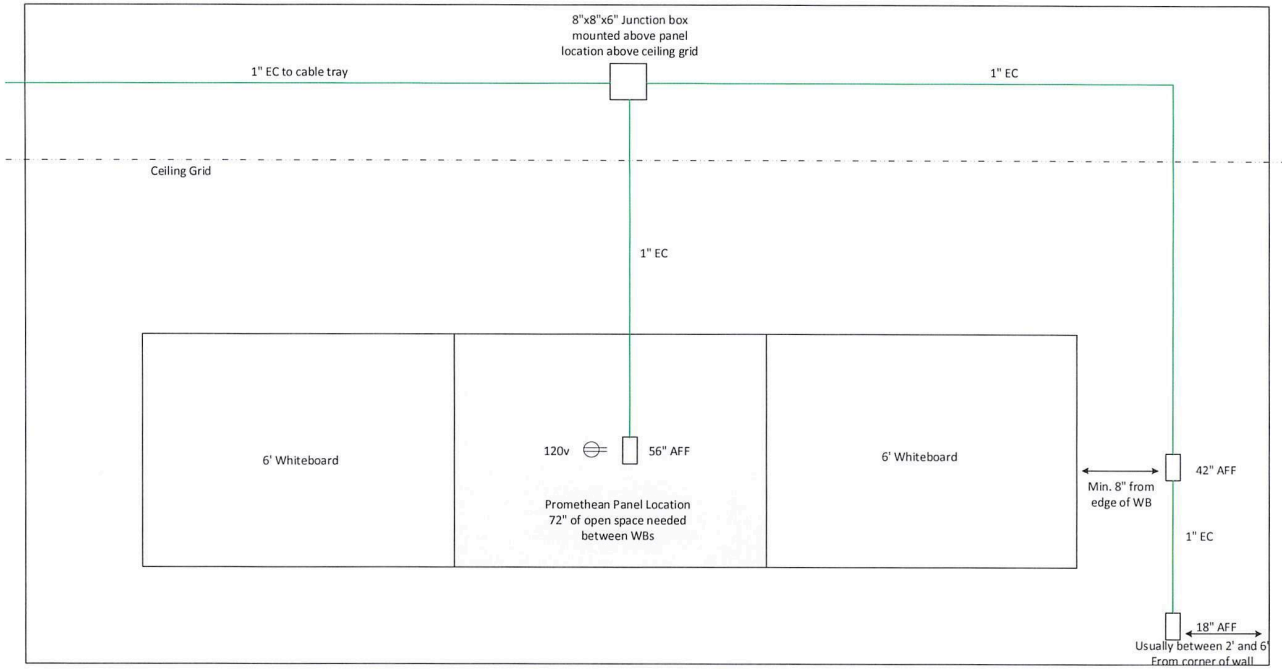 8"x8"x6" Junction box
mounted above panel
location above ceiling grid
1" EC to cable tray
1" EC
Ceiling Grid
1" EC
6' Whiteboard
120v
56" AFF
Promethean Panel Location
72" of open space needed
between WBs
6' Whiteboard
42" AFF
Min. 8" from
edge of WB
1" EC
18" AFF
Usually between 2' and 6'
From corner of wall